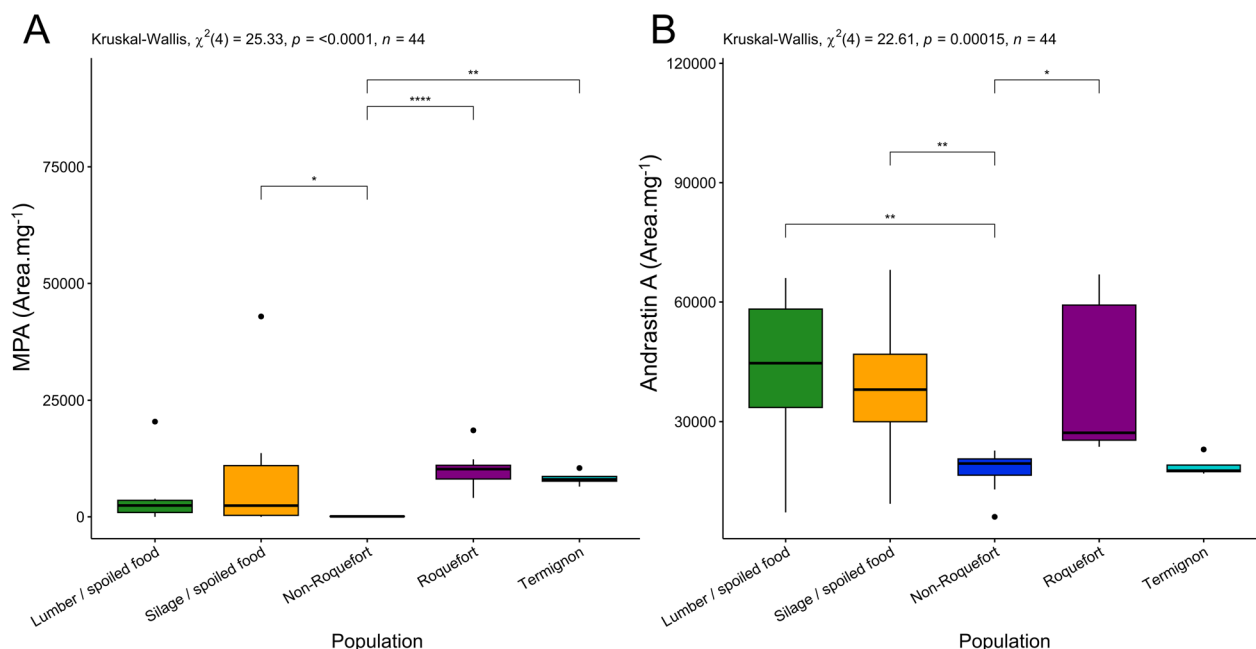 A
Kruskal-Wallis, χ²(4) = 25.33, p = <0.0001, n = 44
**
****
*
75000
50000
25000
0
MPA (Area.mg⁻¹)
Lumber / spoiled food
Silage / spoiled food
Non-Roquefort
Roquefort
Termignon
Population
B
Kruskal-Wallis, χ²(4) = 22.61, p = 0.00015, n = 44
*
**
**
120000
90000
60000
30000
Andrastin A (Area.mg⁻¹)
Lumber / spoiled food
Silage / spoiled food
Non-Roquefort
Roquefort
Termignon
Population